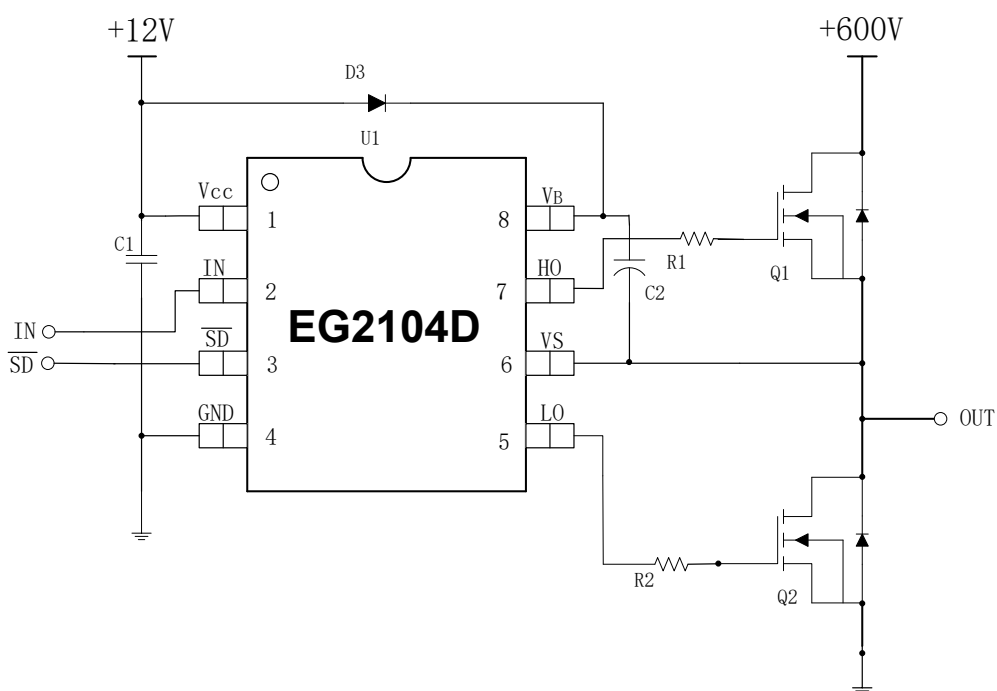 +12V
+600V
D3
U1
Vcc
1
8
VB
C1
R1
Q1
IN
2
7
HO
C2
EG2104D
IN
SD
3
6
VS
SD
GND
4
5
LO
OUT
R2
Q2